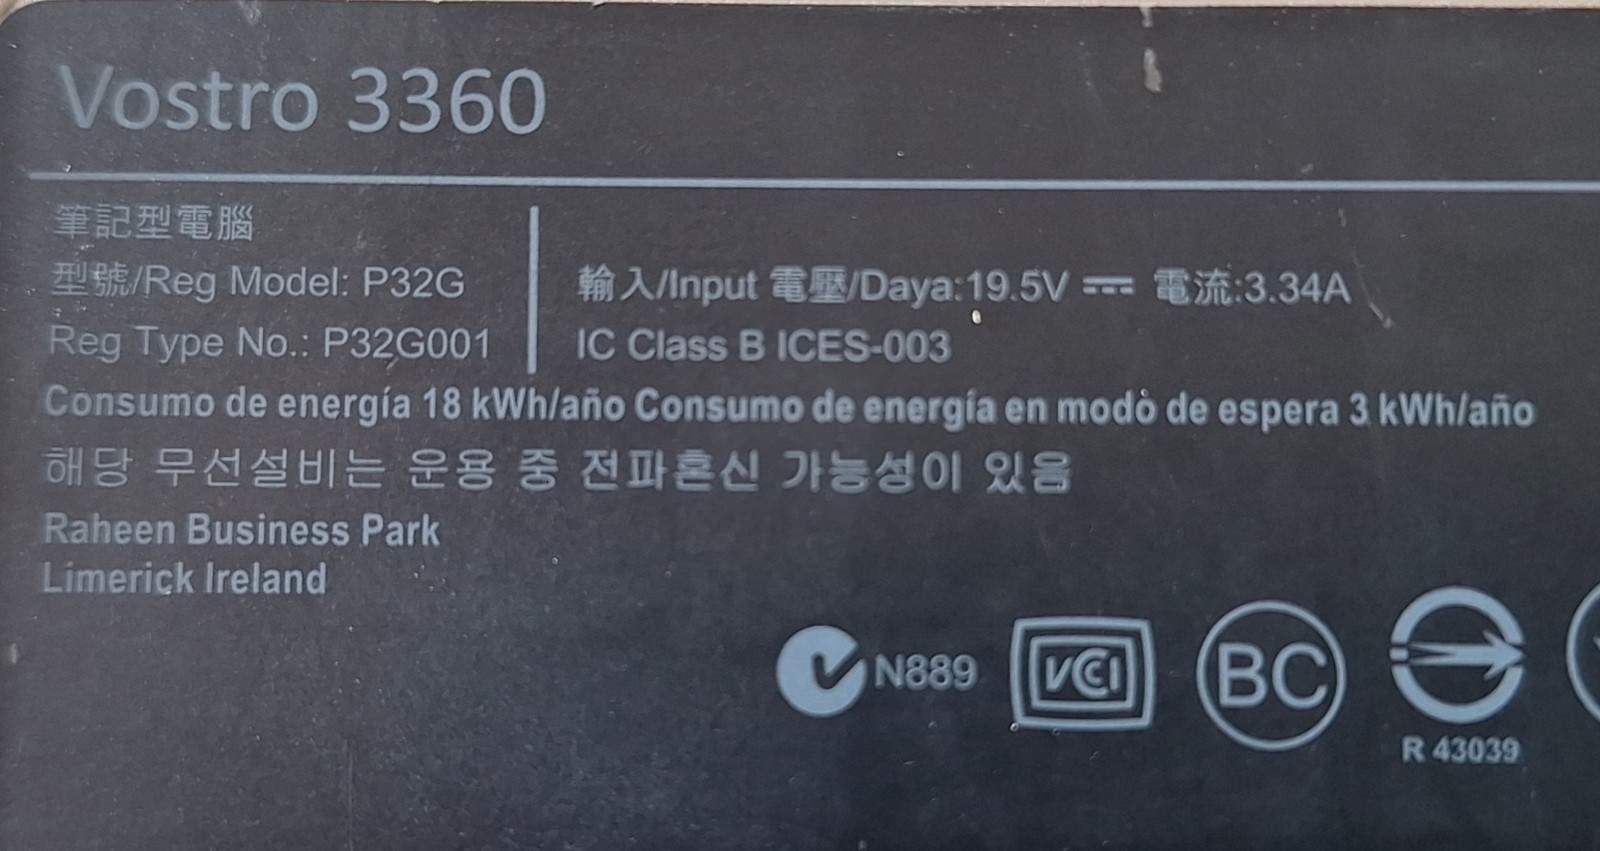 Vostro 3360
筆記型電腦
型號/Reg Model: P32G
Reg Type No.: P32G001
輸入/Input 電壓/Daya:19.5V ⎓ 電流:3.34A
IC Class B ICES-003
Consumo de energía 18 kWh/año Consumo de energía en modo de espera 3 kWh/año
해당 무선설비는 운용 중 전파혼신 가능성이 있음
Raheen Business Park
Limerick Ireland
N889
VCI
BC
R 43039